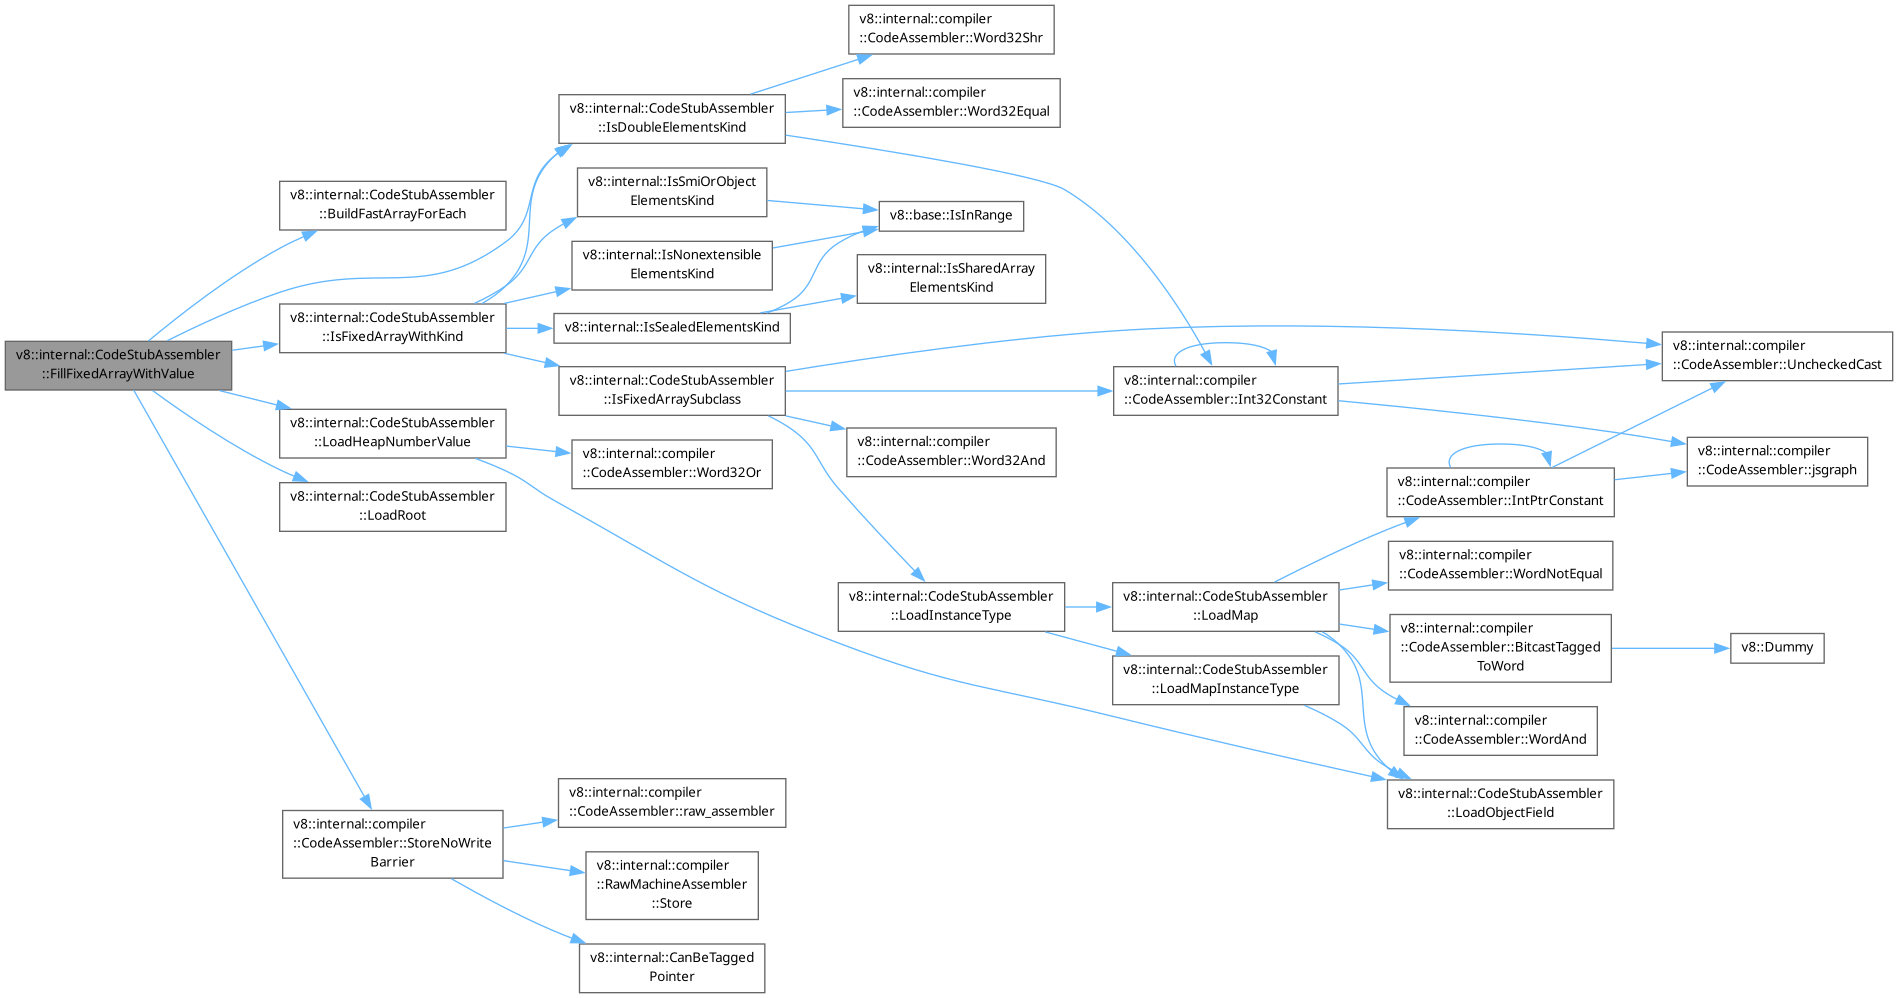 v8::internal::CodeStubAssembler
::FillFixedArrayWithValue
v8::internal::CodeStubAssembler
::BuildFastArrayForEach
v8::internal::CodeStubAssembler
::IsFixedArrayWithKind
v8::internal::CodeStubAssembler
::LoadHeapNumberValue
v8::internal::CodeStubAssembler
::LoadRoot
v8::internal::compiler
::CodeAssembler::StoreNoWrite
Barrier
v8::internal::CodeStubAssembler
::IsDoubleElementsKind
v8::internal::IsSmiOrObject
ElementsKind
v8::internal::IsNonextensible
ElementsKind
v8::internal::IsSealedElementsKind
v8::internal::CodeStubAssembler
::IsFixedArraySubclass
v8::internal::compiler
::CodeAssembler::Word32Or
v8::internal::compiler
::CodeAssembler::raw_assembler
v8::internal::compiler
::RawMachineAssembler
::Store
v8::internal::CanBeTagged
Pointer
v8::internal::compiler
::CodeAssembler::Word32Shr
v8::internal::compiler
::CodeAssembler::Word32Equal
v8::base::IsInRange
v8::internal::IsSharedArray
ElementsKind
v8::internal::compiler
::CodeAssembler::Word32And
v8::internal::CodeStubAssembler
::LoadInstanceType
v8::internal::compiler
::CodeAssembler::Int32Constant
v8::internal::CodeStubAssembler
::LoadMap
v8::internal::CodeStubAssembler
::LoadMapInstanceType
v8::internal::compiler
::CodeAssembler::IntPtrConstant
v8::internal::compiler
::CodeAssembler::WordNotEqual
v8::internal::compiler
::CodeAssembler::BitcastTagged
ToWord
v8::internal::compiler
::CodeAssembler::WordAnd
v8::internal::CodeStubAssembler
::LoadObjectField
v8::internal::compiler
::CodeAssembler::UncheckedCast
v8::internal::compiler
::CodeAssembler::jsgraph
v8::Dummy